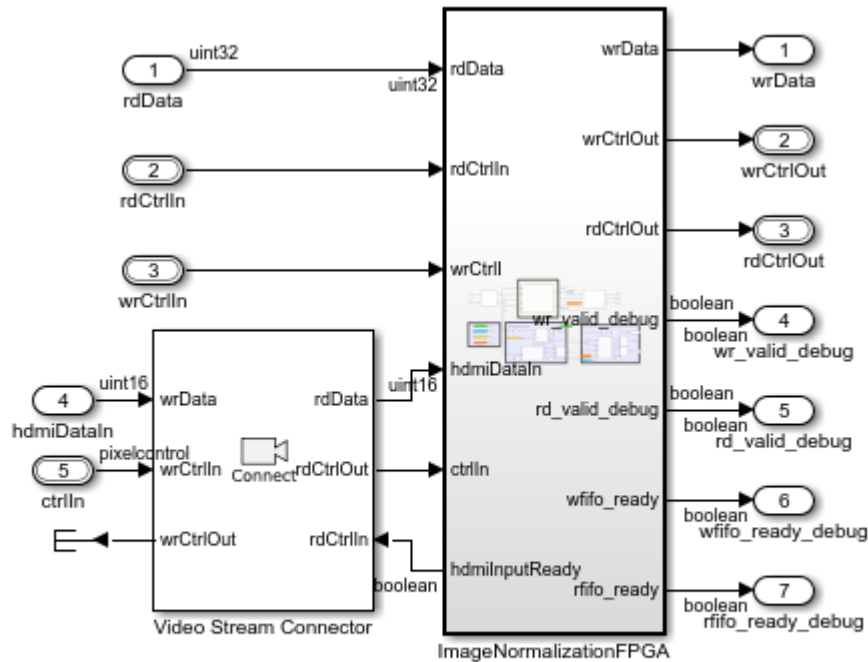 1
uint32
rdData
uint32
rdData
wrData
1
wrData
2
rdCtrlIn
rdCtrlIn
wrCtrlOut
2
wrCtrlOut
3
wrCtrlIn
wrCtrlI
rdCtrlOut
3
rdCtrlOut
wr_valid_debug
boolean
boolean
4
wr_valid_debug
4
uint16
hdmiDataIn
wrData
rdData
uint16
hdmiDataIn
rd_valid_debug
boolean
boolean
5
rd_valid_debug
5
pixelcontrol
ctrlIn
wrCtrlIn
Connect
rdCtrlOut
ctrlIn
wfifo_ready
boolean
6
wfifo_ready_debug
wrCtrlOut
rdCtrlIn
boolean
hdmiInputReady
rfifo_ready
boolean
7
rfifo_ready_debug
Video Stream Connector
ImageNormalizationFPGA